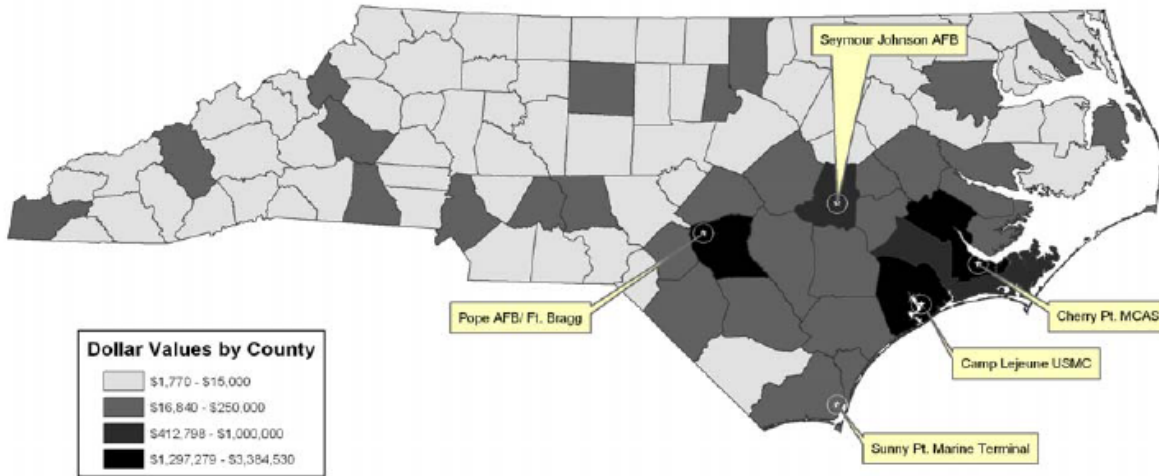 Seymour Johnson AFB
Pope AFB/ Ft. Bragg
Cherry Pt. MCAS
Camp Lejeune USMC
Sunny Pt. Marine Terminal
Dollar Values by County
$1,770 - $15,000
$16,840 - $250,000
$412,798 - $1,000,000
$1,297,279 - $3,384,530